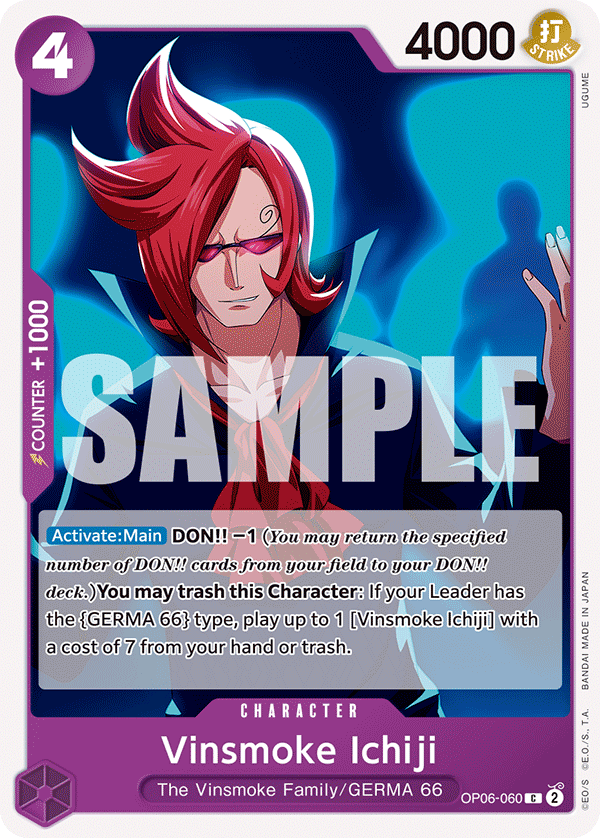 4
4000
打
STRIKE
UGUME
COUNTER +1000
SAMPLE
Activate:Main DON!! −1 (You may return the specified
number of DON!! cards from your field to your DON!!
deck.)You may trash this Character: If your Leader has
the {GERMA 66} type, play up to 1 [Vinsmoke Ichiji] with
a cost of 7 from your hand or trash.
CHARACTER
Vinsmoke Ichiji
The Vinsmoke Family/GERMA 66
OP06-060 C 2
©EO/S ©E.O./S., T.A. BANDAI MADE IN JAPAN